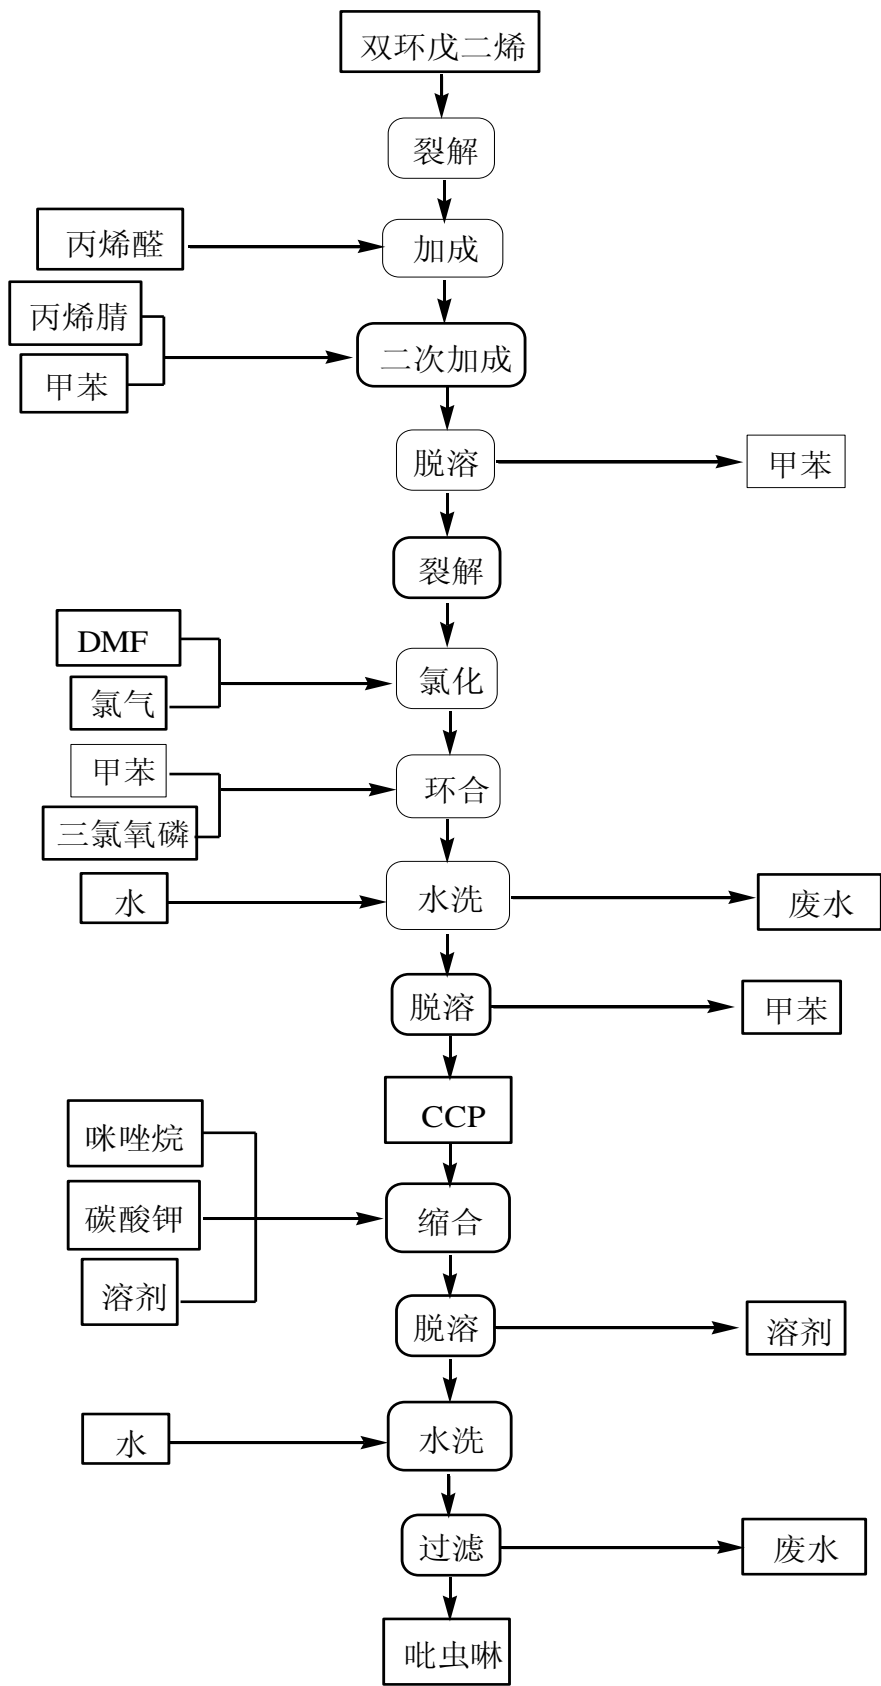 双环戊二烯
裂解
丙烯醛
加成
丙烯腈
二次加成
甲苯
脱溶
甲苯
裂解
DMF
氯气
氯化
甲苯
环合
三氯氧磷
水
水洗
废水
脱溶
甲苯
CCP
咪唑烷
碳酸钾
缩合
溶剂
脱溶
溶剂
水
水洗
过滤
废水
吡虫啉